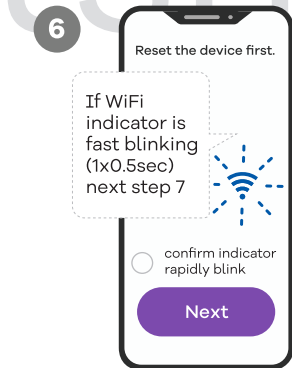 6
Reset the device first.
If WiFi
indicator is
fast blinking
(1x0.5sec)
next step 7
confirm indicator
rapidly blink
Next